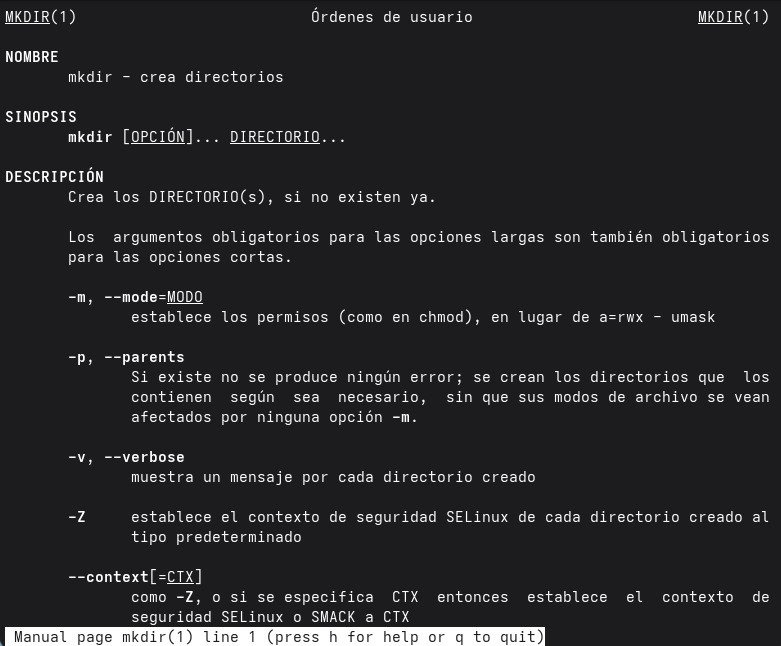 MKDIR(1) Órdenes de usuario MKDIR(1)
NOMBRE
mkdir - crea directorios
SINOPSIS
mkdir [OPCIÓN]... DIRECTORIO...
DESCRIPCIÓN
Crea los DIRECTORIO(s), si no existen ya.
Los argumentos obligatorios para las opciones largas son también obligatorios
para las opciones cortas.
-m, --mode=MODO
establece los permisos (como en chmod), en lugar de a=rwx - umask
-p, --parents
Si existe no se produce ningún error; se crean los directorios que los
contienen según sea necesario, sin que sus modos de archivo se vean
afectados por ninguna opción -m.
-v, --verbose
muestra un mensaje por cada directorio creado
-Z establece el contexto de seguridad SELinux de cada directorio creado al
tipo predeterminado
--context[=CTX]
como -Z, o si se especifica CTX entonces establece el contexto de
seguridad SELinux o SMACK a CTX
Manual page mkdir(1) line 1 (press h for help or q to quit)